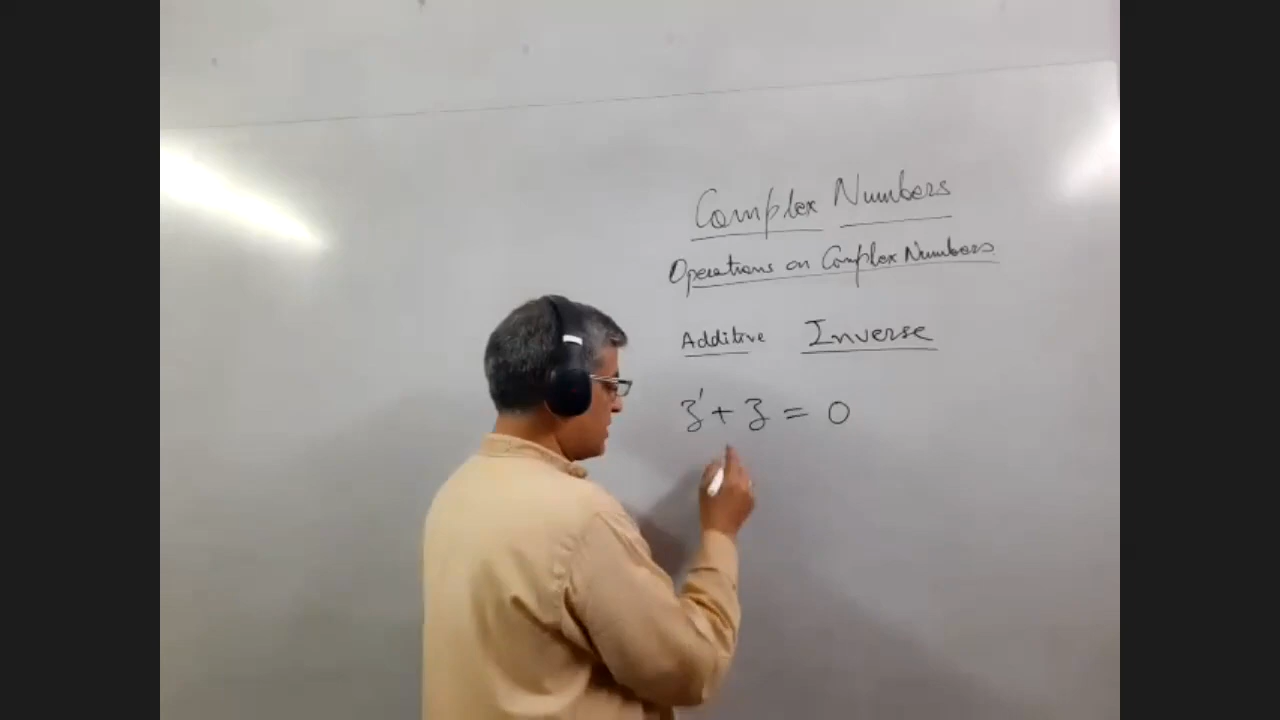 Complex Numbers
Operations on Complex Numbers
Additive Inverse
z' + z = 0